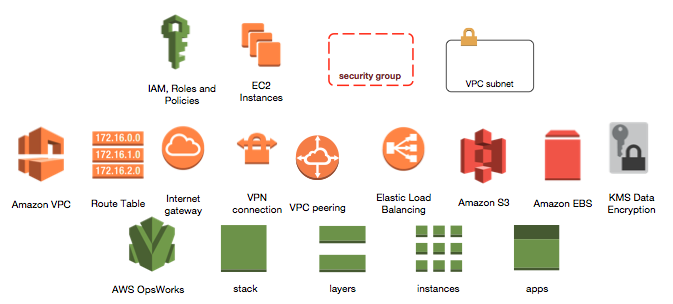 IAM, Roles and
Policies
EC2
Instances
security group
VPC subnet
172.16.0.0
172.16.1.0
172.16.2.0
Amazon VPC
Route Table
Internet
gateway
VPN
connection
VPC peering
Elastic Load
Balancing
Amazon S3
Amazon EBS
KMS Data
Encryption
AWS OpsWorks
stack
layers
instances
apps